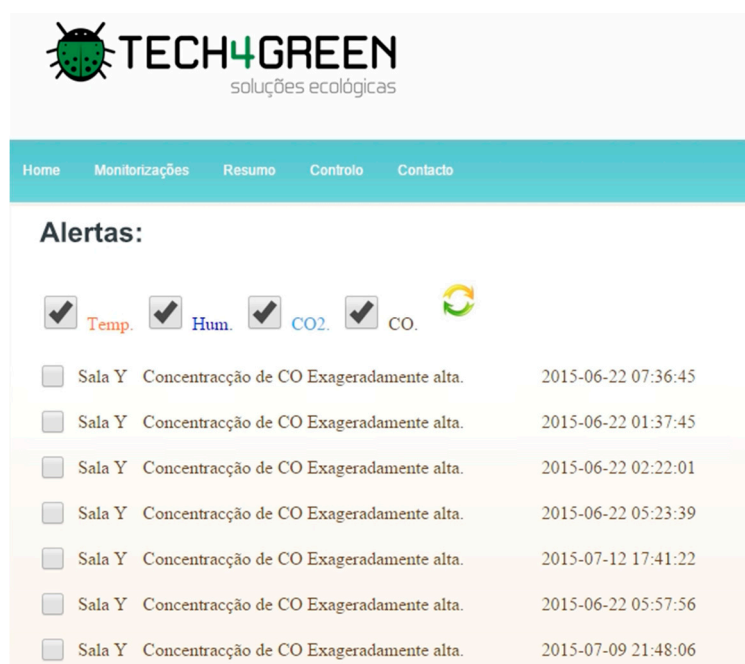 TECH4GREEN
soluções ecológicas
Home Monitorizações Resumo Controlo Contacto
Alertas:
Temp. Hum. CO2. CO.
Sala Y Concentracção de CO Exageradamente alta. 2015-06-22 07:36:45
Sala Y Concentracção de CO Exageradamente alta. 2015-06-22 01:37:45
Sala Y Concentracção de CO Exageradamente alta. 2015-06-22 02:22:01
Sala Y Concentracção de CO Exageradamente alta. 2015-06-22 05:23:39
Sala Y Concentracção de CO Exageradamente alta. 2015-07-12 17:41:22
Sala Y Concentracção de CO Exageradamente alta. 2015-06-22 05:57:56
Sala Y Concentracção de CO Exageradamente alta. 2015-07-09 21:48:06